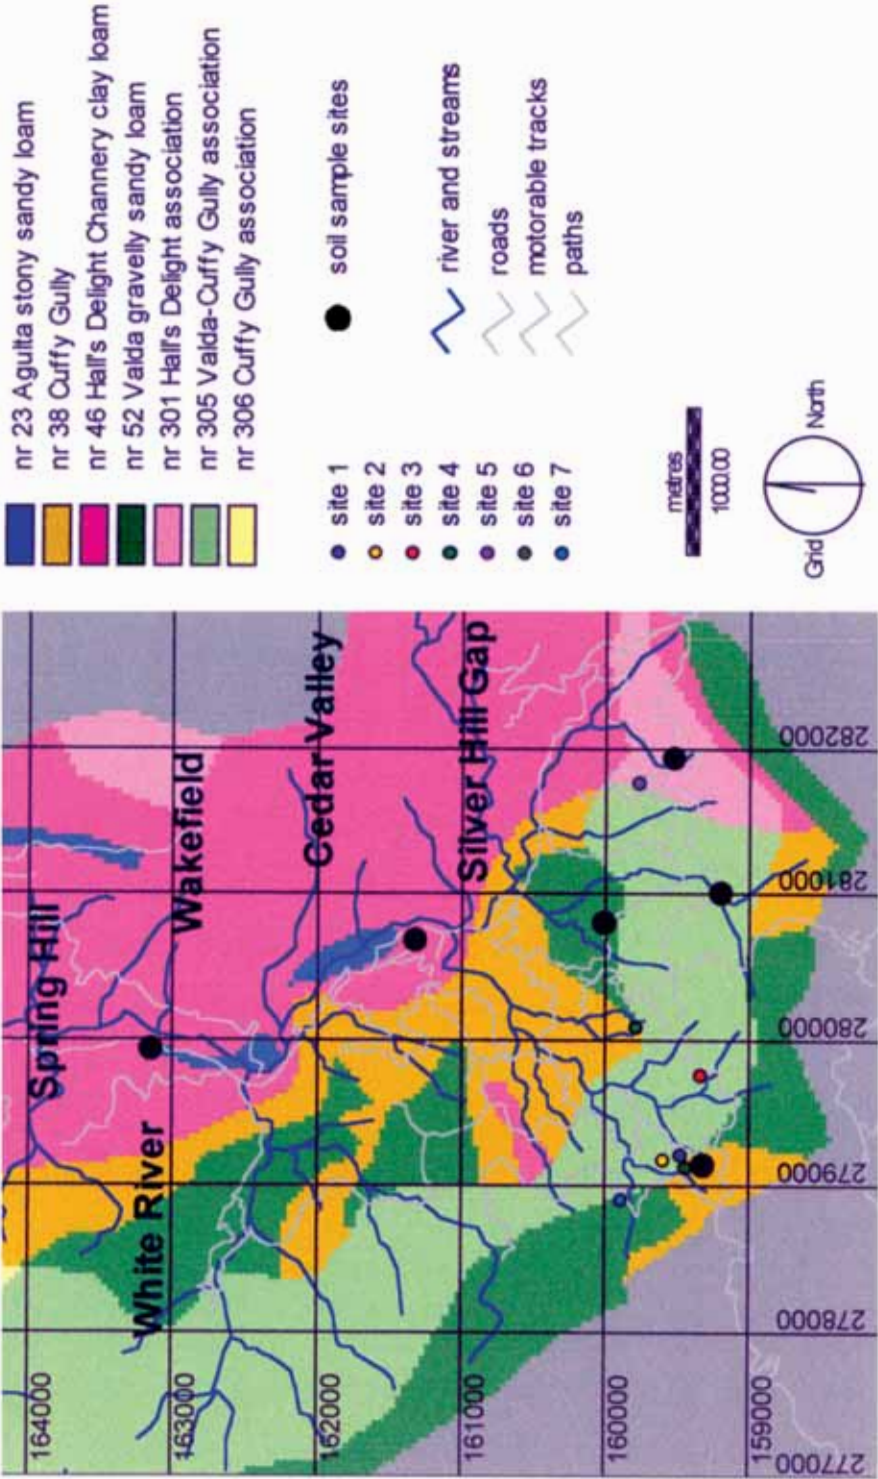 nr 23 Agulta stony sandy loam
nr 38 Cuffy Gully
nr 46 Hall's Delight Channery clay loam
nr 52 Valda gravelly sandy loam
nr 301 Hall's Delight association
nr 305 Valda-Cuffy Gully association
nr 306 Cuffy Gully association
site 1
site 2
site 3
site 4
site 5
site 6
site 7
soil sample sites
river and streams
roads
motorable tracks
paths
metres
1000.00
Grid
North
Spring Hill
White River
Wakefield
Cedar Valley
Silver Hill Gap
164000
163000
162000
161000
160000
159000
277000
278000
279000
280000
281000
282000